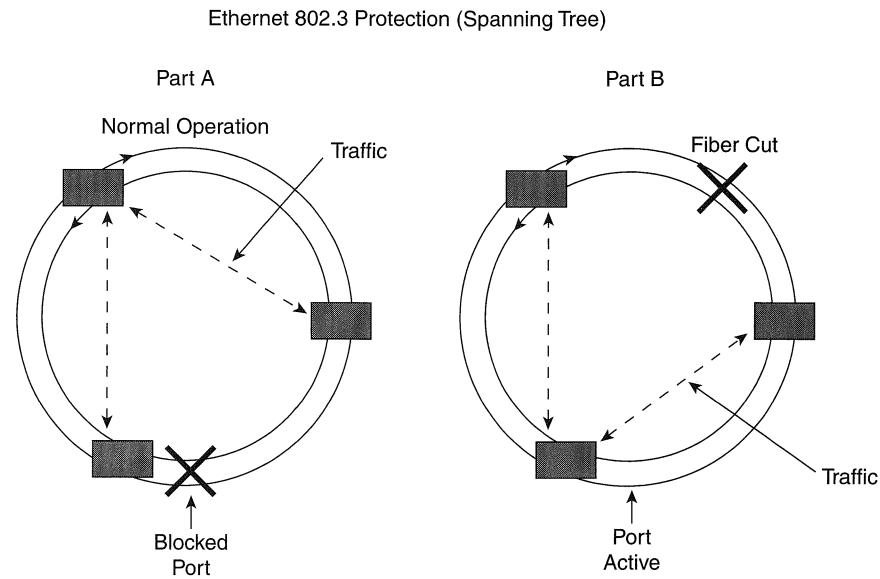 Ethernet 802.3 Protection (Spanning Tree)
Part A
Normal Operation
Traffic
Blocked
Port
Part B
Fiber Cut
Traffic
Port
Active